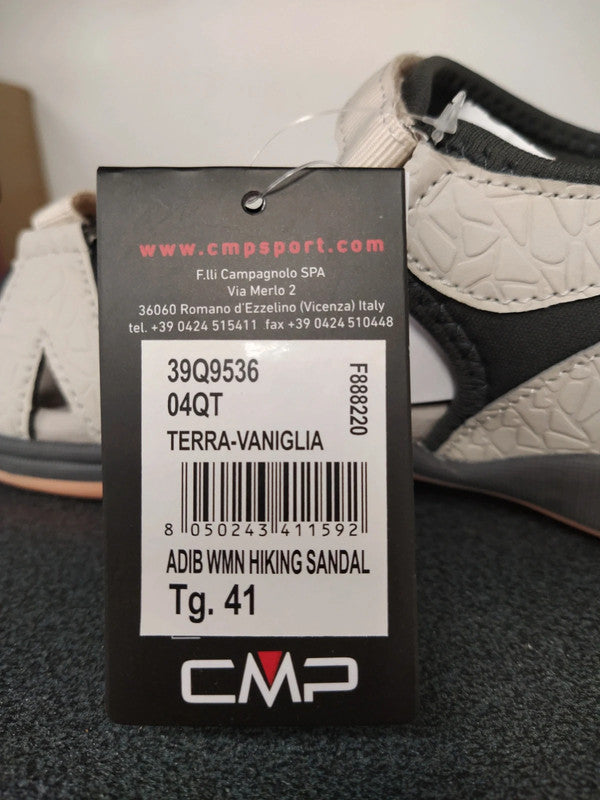 www.cmpsport.com
F.lli Campagnolo SPA
Via Merlo 2
36060 Romano d'Ezzelino (Vicenza) Italy
tel. +39 0424 515411 fax +39 0424 510448
39Q9536
04QT
F888220
TERRA-VANIGLIA
8 050243 411592
ADIB WMN HIKING SANDAL
Tg. 41
CMP